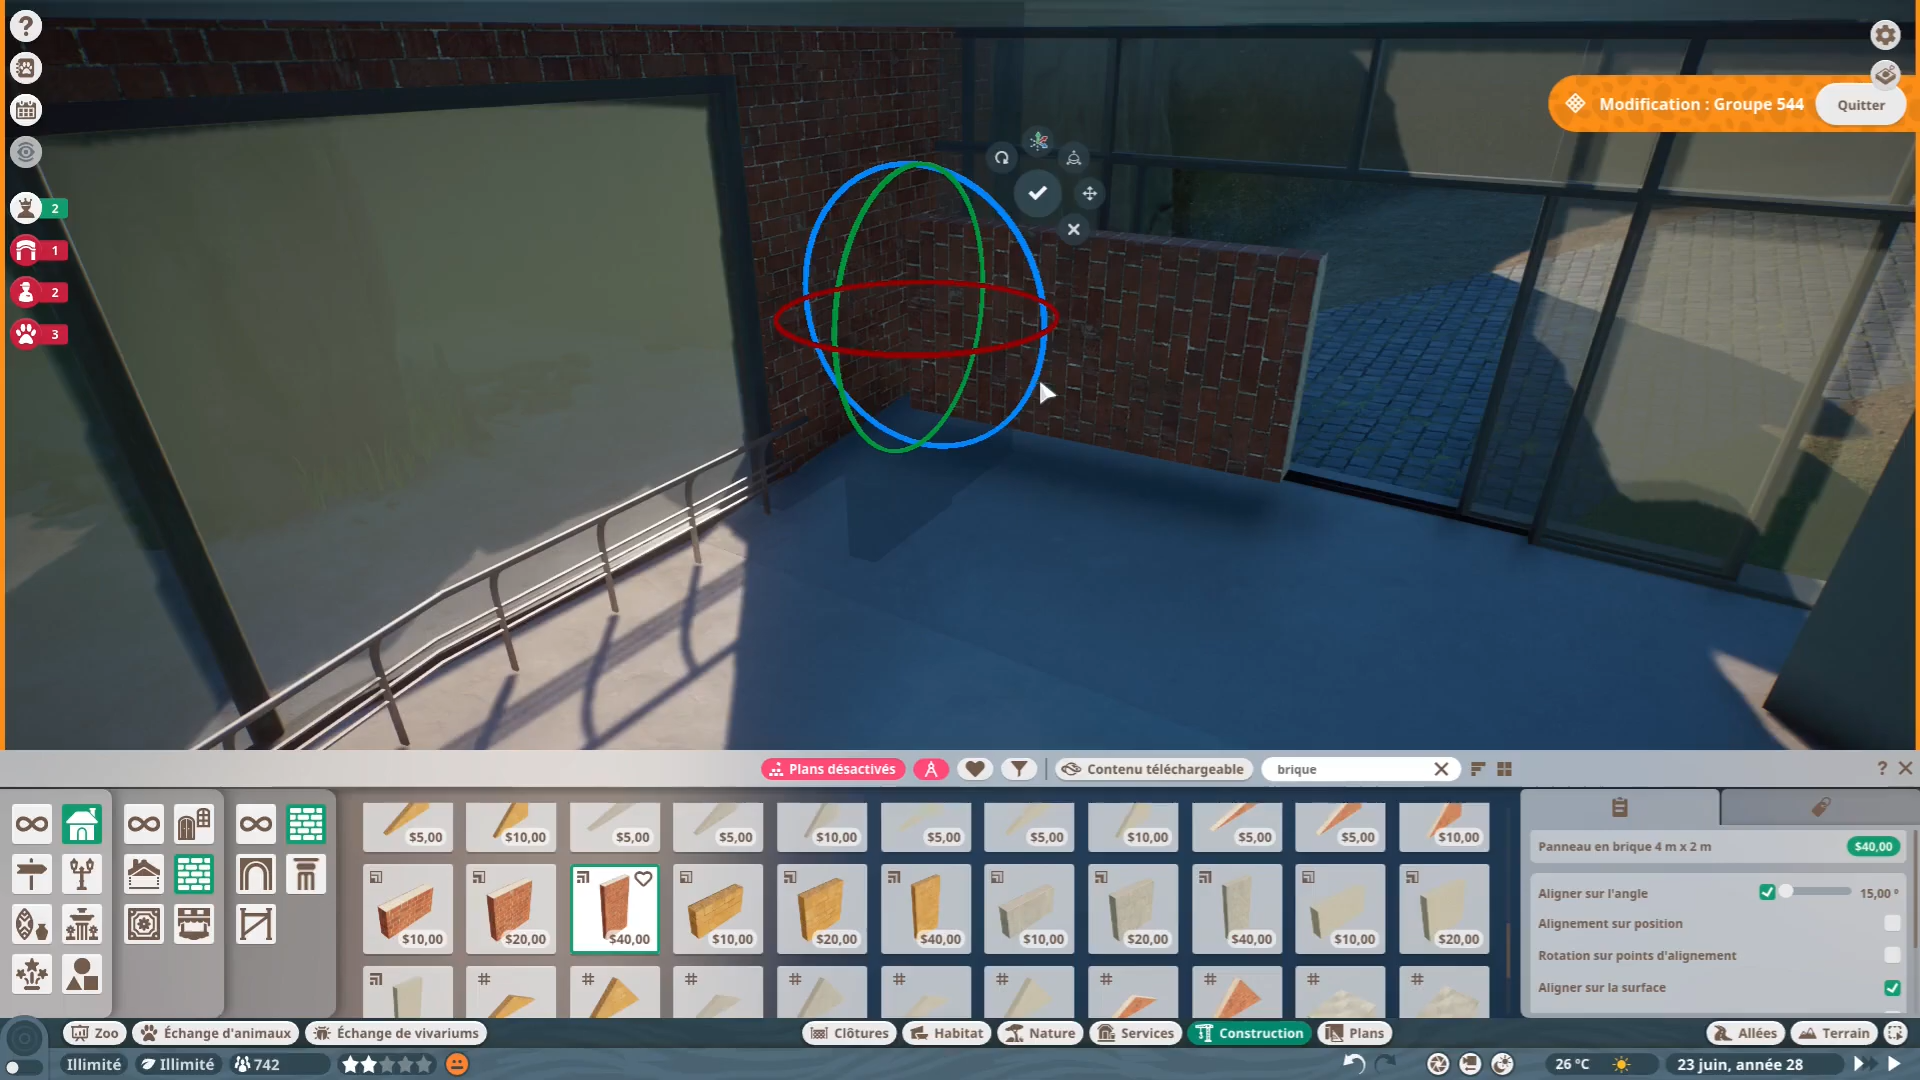 Modification : Groupe 544
Quitter
2
1
2
3
Plans désactivés
Contenu téléchargeable
brique
?
$5,00
$10,00
$5,00
$5,00
$10,00
$5,00
$5,00
$10,00
$5,00
$5,00
$10,00
$10,00
$20,00
$40,00
$10,00
$20,00
$40,00
$10,00
$20,00
$40,00
$10,00
$20,00
Panneau en brique 4 m x 2 m
$40,00
Aligner sur l'angle
15,00 °
Alignement sur position
Rotation sur points d'alignement
Aligner sur la surface
Zoo
Échange d'animaux
Échange de vivariums
Clôtures
Habitat
Nature
Services
Construction
Plans
Allées
Terrain
Illimité
Illimité
742
26 °C
23 juin, année 28